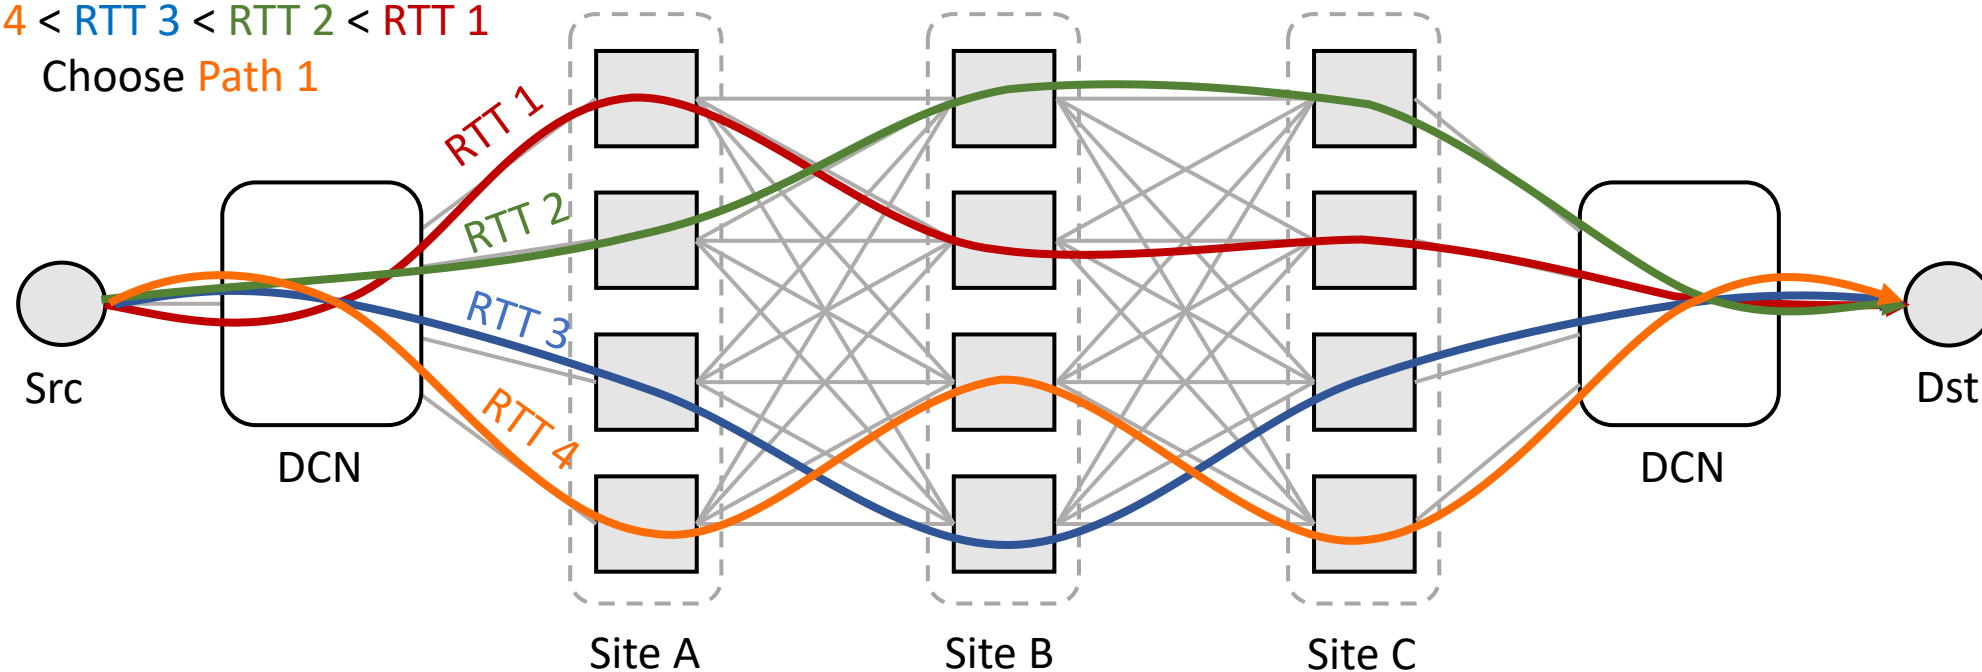 4 < RTT 3 < RTT 2 < RTT 1
Choose Path 1
RTT 1
RTT 2
RTT 3
RTT 4
Src
DCN
DCN
Dst
Site A
Site B
Site C